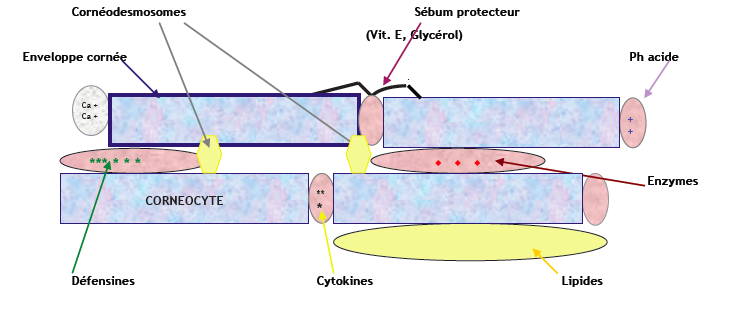 Cornéodesmosomes
Sébum protecteur
(Vit. E, Glycérol)
Enveloppe cornée
Ph acide
Ca +
Ca +
+
+
*** * * *
Enzymes
**
*
CORNEOCYTE
Défensines
Cytokines
Lipides